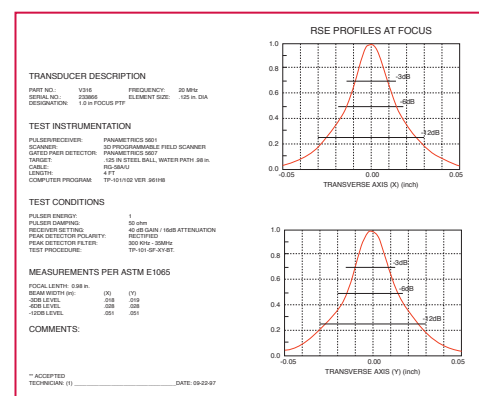 RSE PROFILES AT FOCUS
TRANSDUCER DESCRIPTION
PART NO.: V316 FREQUENCY: 20 MHz
SERIAL NO.: 233866 ELEMENT SIZE: .125 in. DIA
DESIGNATION: 1.0 in FOCUS PTF
TEST INSTRUMENTATION
PULSER/RECEIVER: PANAMETRICS 5601
SCANNER: 3D PROGRAMMABLE FIELD SCANNER
GATED PAER DETECTOR: PANAMETRICS 5607
TARGET: .125 IN STEEL BALL, WATER PATH .98 in.
CABLE: RG-58A/U
LENGTH: 4 FT
COMPUTER PROGRAM: TP-101/102 VER .961H8
TEST CONDITIONS
PULSER ENERGY: 1
PULSER DAMPING: 50 ohm
RECEIVER SETTING: 40 dB GAIN / 16dB ATTENUATION
PEAK DETECTOR POLARITY: RECTIFIED
PEAK DETECTOR FILTER: 300 KHz - 35MHz
TEST PROCEDURE: TP-101-SF-XY-BT.
MEASUREMENTS PER ASTM E1065
FOCAL LENTH: 0.98 in.
BEAM WIDTH (in): (X) (Y)
-3DB LEVEL .018 .019
-6DB LEVEL .028 .028
-12DB LEVEL .051 .051
COMMENTS:
** ACCEPTED
TECHNICIAN: (1) ________________________________DATE: 09-22-97
1.0
0.8
0.6
0.4
0.2
0.0
-3dB
-6dB
-12dB
-0.05 0.00 0.05
TRANSVERSE AXIS (X) (inch)
1.0
0.8
0.6
0.4
0.2
0.0
-3dB
-6dB
-12dB
-0.05 0.00 0.05
TRANSVERSE AXIS (Y) (inch)